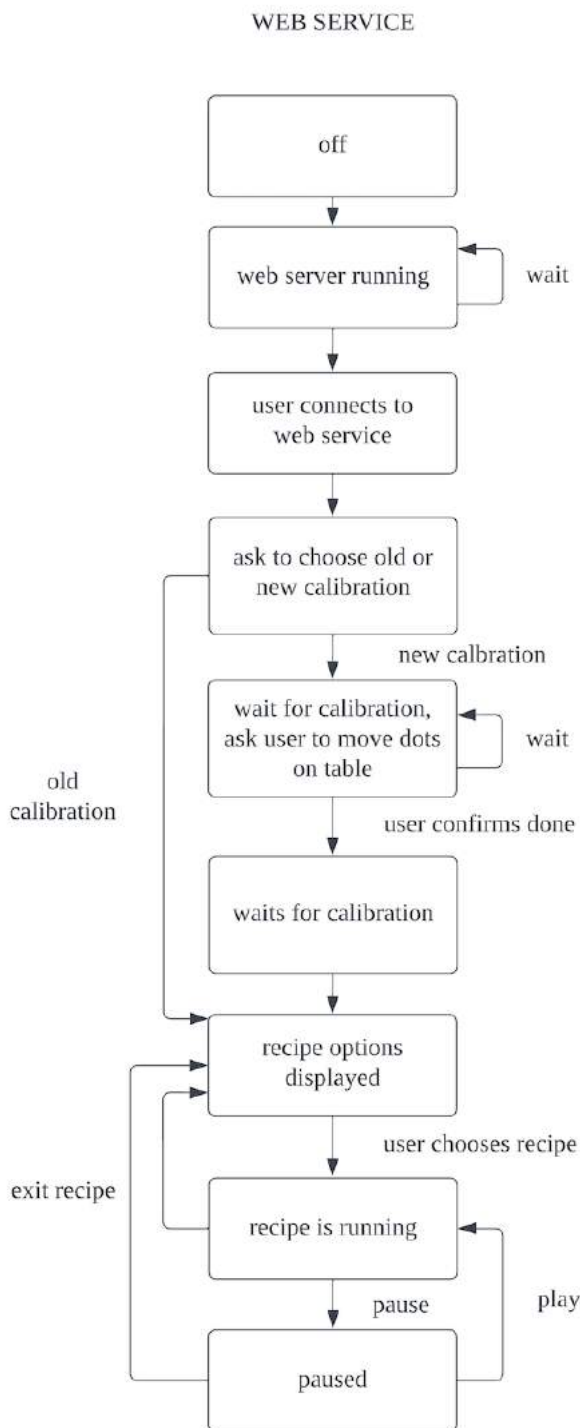 WEB SERVICE
off
web server running
wait
user connects to
web service
ask to choose old or
new calibration
new calbration
wait for calibration,
ask user to move dots
on table
wait
old
calibration
user confirms done
waits for calibration
recipe options
displayed
user chooses recipe
exit recipe
recipe is running
pause
play
paused